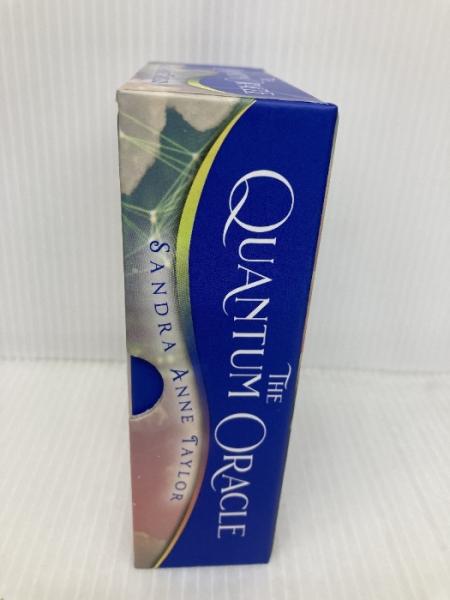 THE
QUANTUM ORACLE
SANDRA ANNE TAYLOR